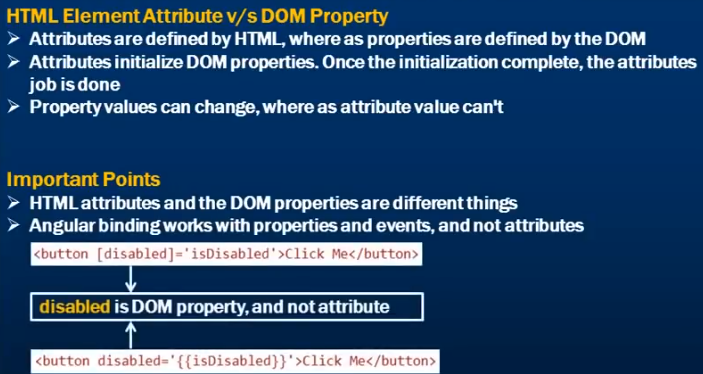 HTML Element Attribute v/s DOM Property
➢ Attributes are defined by HTML, where as properties are defined by the DOM
➢ Attributes initialize DOM properties. Once the initialization complete, the attributes
job is done
➢ Property values can change, where as attribute value can't
Important Points
➢ HTML attributes and the DOM properties are different things
➢ Angular binding works with properties and events, and not attributes
<button [disabled]='isDisabled'>Click Me</button>
disabled is DOM property, and not attribute
<button disabled='{{isDisabled}}'>Click Me</button>